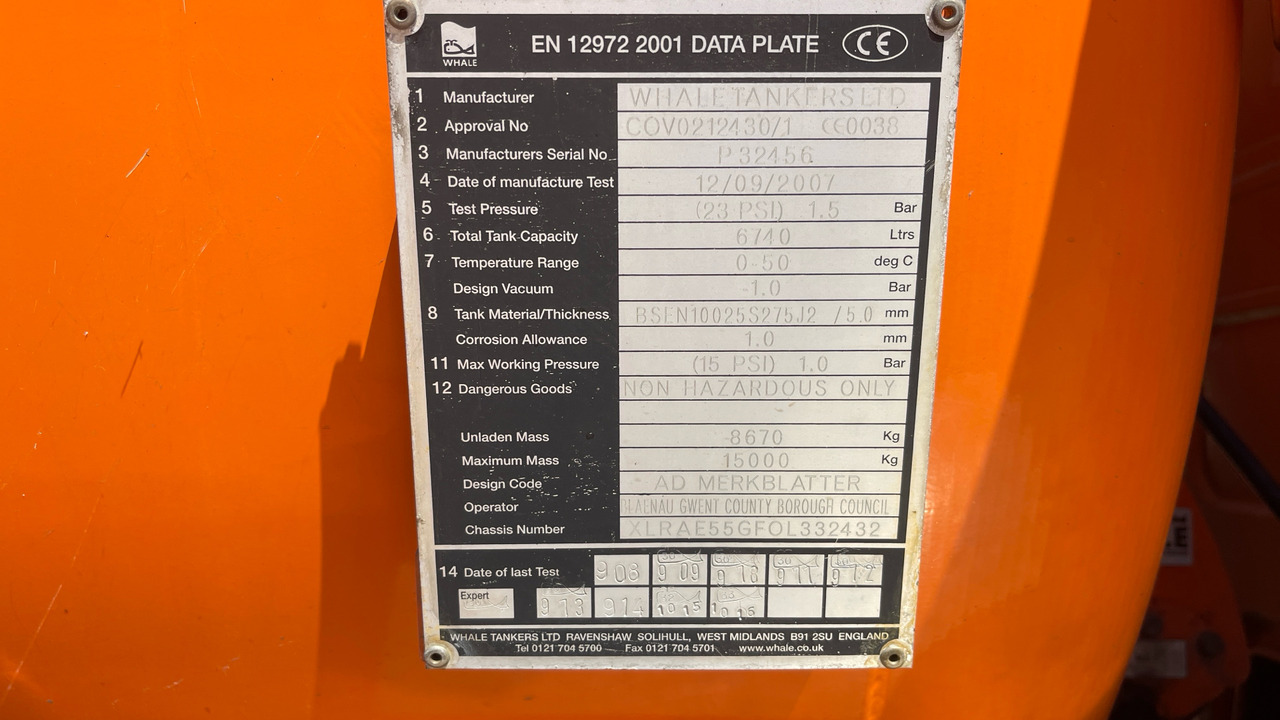 WHALE
EN 12972 2001 DATA PLATE CE
1 Manufacturer WHALE TANKERS LTD
2 Approval No COV0212430/1 CE0038
3 Manufacturers Serial No P32456
4 Date of manufacture Test 12/09/2007
5 Test Pressure (23 PSI) 1.5 Bar
6 Total Tank Capacity 6740 Ltrs
7 Temperature Range 0-50 deg C
Design Vacuum -1.0 Bar
8 Tank Material/Thickness BSEN10025S275J2 /5.0 mm
Corrosion Allowance 1.0 mm
11 Max Working Pressure (15 PSI) 1.0 Bar
12 Dangerous Goods NON HAZARDOUS ONLY
Unladen Mass 8670 Kg
Maximum Mass 15000 Kg
Design Code AD MERKBLATTER
Operator BLAENAU GWENT COUNTY BOROUGH COUNCIL
Chassis Number XLRAE55GFOL332432
14 Date of last Test 9 08 9 09 9 10 9 11 9 12
Expert 9 13 9 14 10 15
WHALE TANKERS LTD RAVENSHAW SOLIHULL, WEST MIDLANDS B91 2SU ENGLAND
Tel 0121 704 5700 Fax 0121 704 5701 www.whale.co.uk